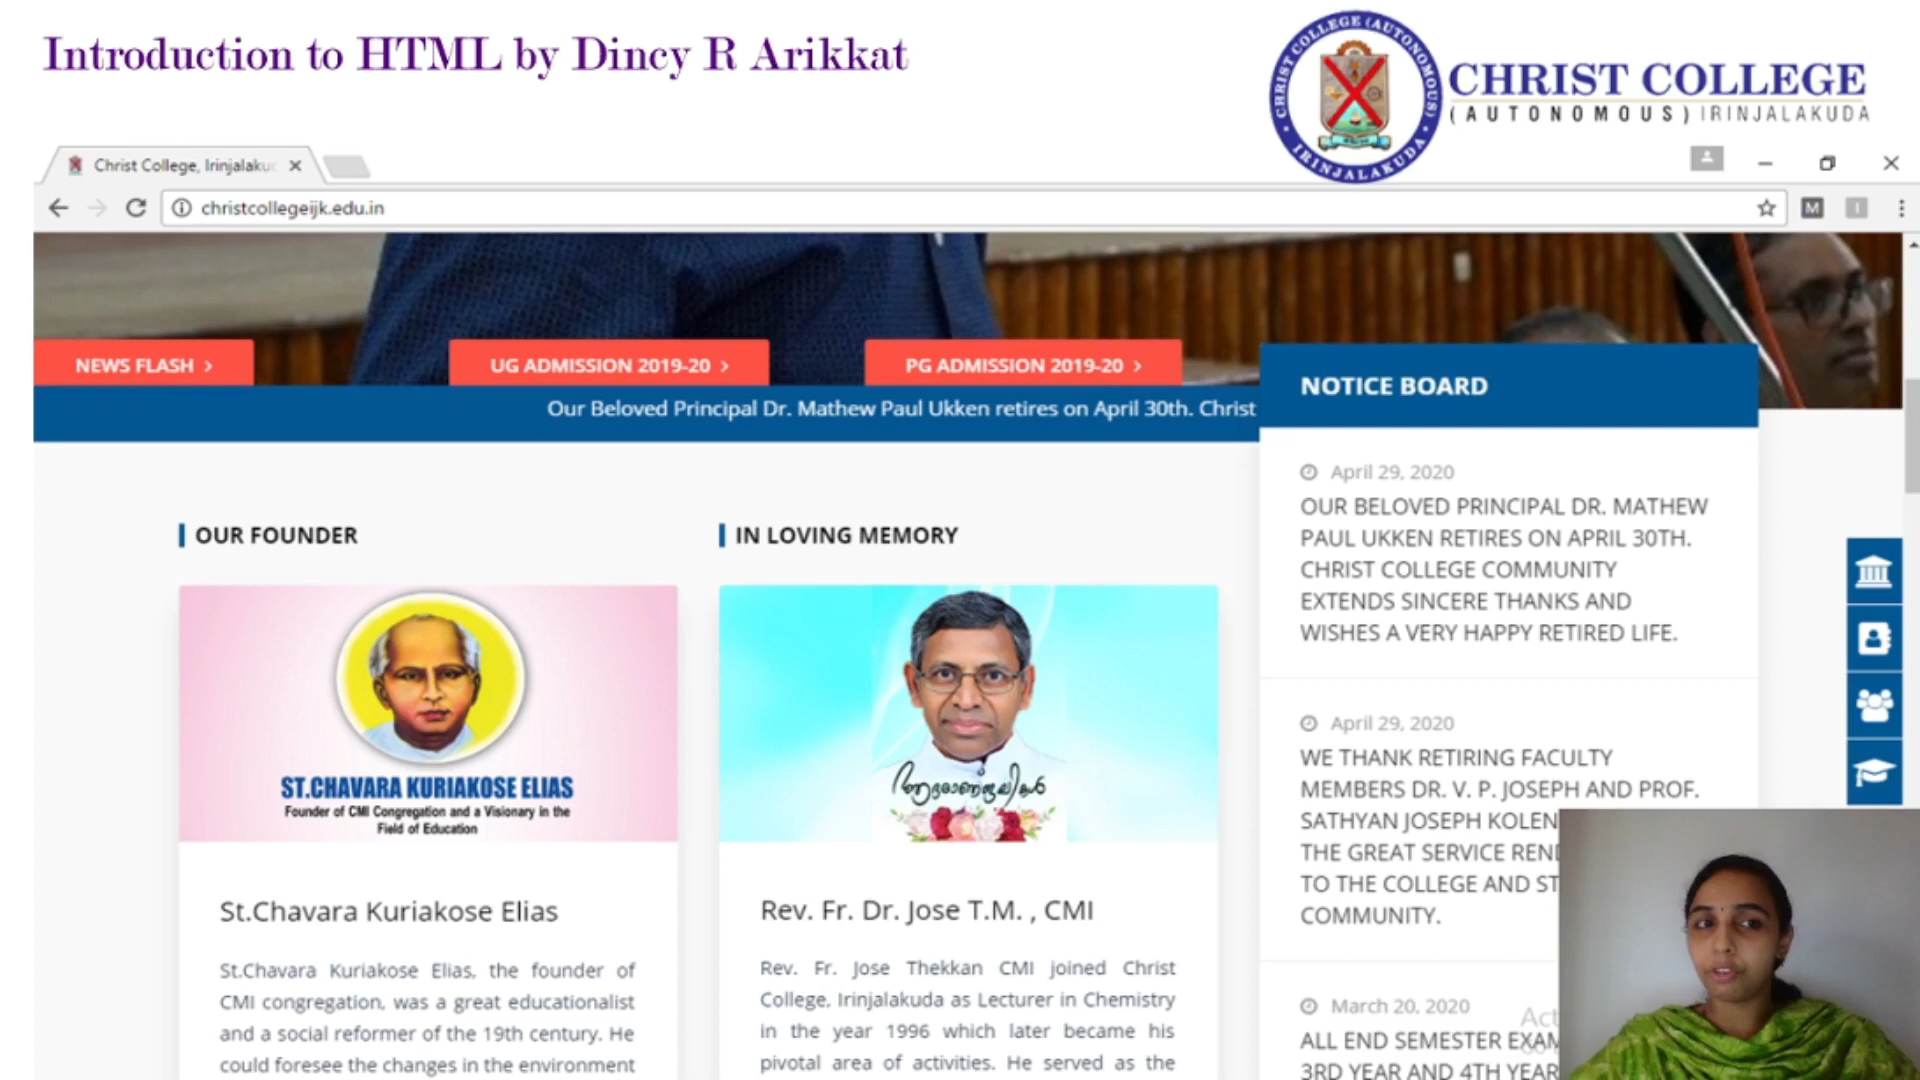 Introduction to HTML by Dincy R Arikkat
CHRIST COLLEGE (AUTONOMOUS)
IRINJALAKUDA
CHRIST COLLEGE
(AUTONOMOUS) IRINJALAKUDA
Christ College, Irinjalaku
christcollegeijk.edu.in
M
NEWS FLASH
UG ADMISSION 2019-20
PG ADMISSION 2019-20
Our Beloved Principal Dr. Mathew Paul Ukken retires on April 30th. Christ
OUR FOUNDER
ST.CHAVARA KURIAKOSE ELIAS
Founder of CMI Congregation and a Visionary in the
Field of Education
St.Chavara Kuriakose Elias
St.Chavara Kuriakose Elias, the founder of
CMI congregation, was a great educationalist
and a social reformer of the 19th century. He
could foresee the changes in the environment
IN LOVING MEMORY
Rev. Fr. Dr. Jose T.M. , CMI
Rev. Fr. Jose Thekkan CMI joined Christ
College, Irinjalakuda as Lecturer in Chemistry
in the year 1996 which later became his
pivotal area of activities. He served as the
NOTICE BOARD
April 29, 2020
OUR BELOVED PRINCIPAL DR. MATHEW
PAUL UKKEN RETIRES ON APRIL 30TH.
CHRIST COLLEGE COMMUNITY
EXTENDS SINCERE THANKS AND
WISHES A VERY HAPPY RETIRED LIFE.
April 29, 2020
WE THANK RETIRING FACULTY
MEMBERS DR. V. P. JOSEPH AND PROF.
SATHYAN JOSEPH KOLEN
THE GREAT SERVICE REND
TO THE COLLEGE AND ST
COMMUNITY.
March 20, 2020
ALL END SEMESTER EXAM
3RD YEAR AND 4TH YEAR